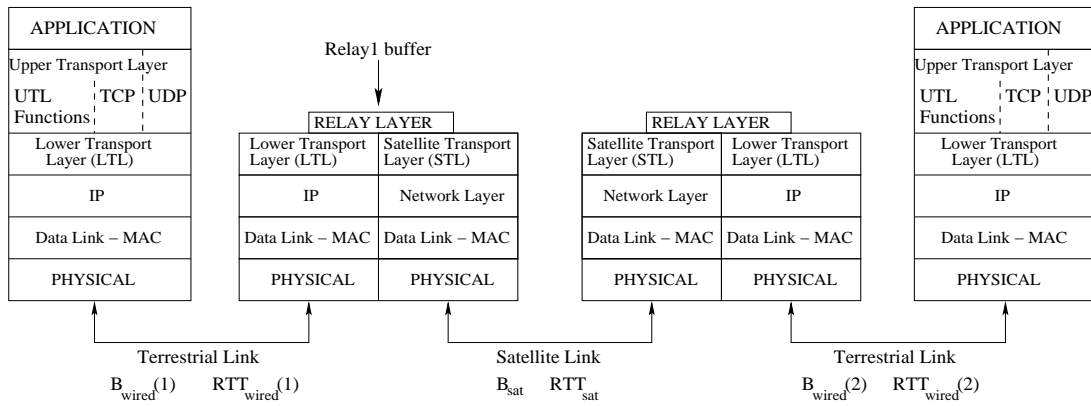 APPLICATION
Upper Transport Layer
UTL
Functions
TCP
UDP
Lower Transport
Layer (LTL)
IP
Data Link – MAC
PHYSICAL
Relay1 buffer
RELAY LAYER
Lower Transport
Layer (LTL)
Satellite Transport
Layer (STL)
IP
Network Layer
Data Link – MAC
Data Link – MAC
PHYSICAL
PHYSICAL
RELAY LAYER
Satellite Transport
Layer (STL)
Lower Transport
Layer (LTL)
Network Layer
IP
Data Link – MAC
Data Link – MAC
PHYSICAL
PHYSICAL
APPLICATION
Upper Transport Layer
UTL
Functions
TCP
UDP
Lower Transport
Layer (LTL)
IP
Data Link – MAC
PHYSICAL
Terrestrial Link
B_wired(1) RTT_wired(1)
Satellite Link
B_sat RTT_sat
Terrestrial Link
B_wired(2) RTT_wired(2)